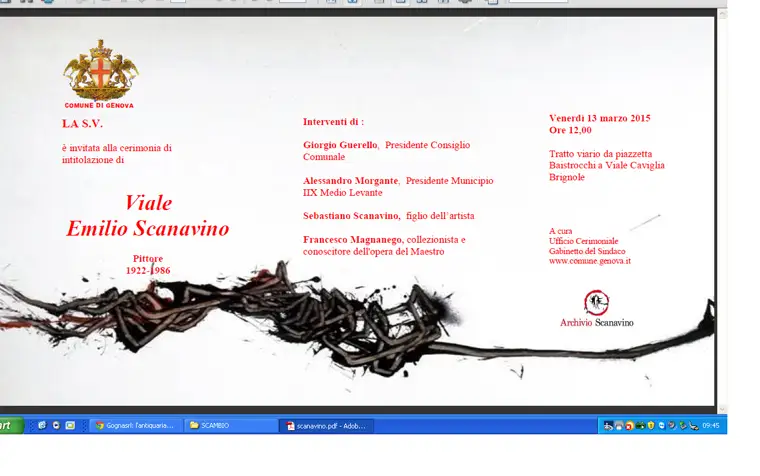 COMUNE DI GENOVA
LA S.V.
è invitata alla cerimonia di
intitolazione di
Viale
Emilio Scanavino
Pittore
1922-1986
Interventi di :
Giorgio Guerello, Presidente Consiglio
Comunale
Alessandro Morgante, Presidente Municipio
IIX Medio Levante
Sebastiano Scanavino, figlio dell'artista
Francesco Magnanego, collezionista e
conoscitore dell'opera del Maestro
Venerdì 13 marzo 2015
Ore 12,00
Tratto viario da piazzetta
Baistrocchi a Viale Caviglia
Brignole
A cura
Ufficio Cerimoniale
Gabinetto del Sindaco
www.comune.genova.it
Archivio Scanavino
art
Gognasrl: l'antiquaria...
SCAMBIO
scanavino.pdf - Adob...
09:45